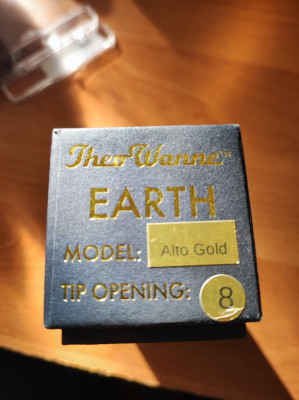 Theo Wanne™
EARTH
MODEL: Alto Gold
TIP OPENING: 8